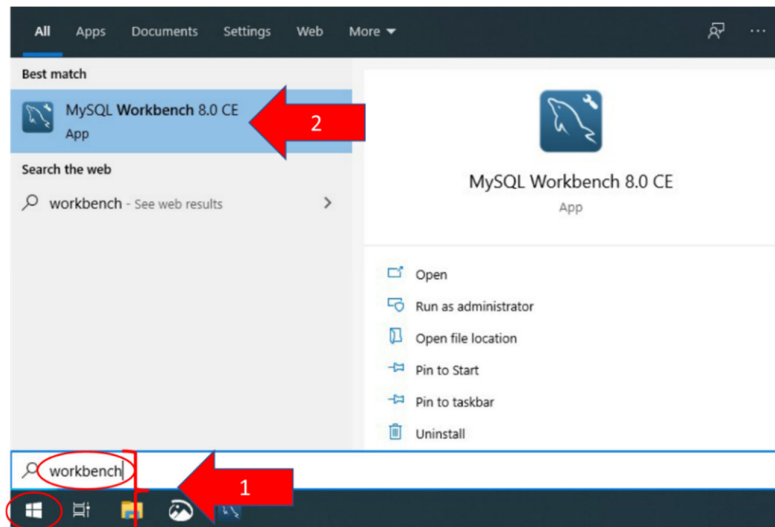 All Apps Documents Settings Web More
Best match
MySQL Workbench 8.0 CE
App
2
Search the web
workbench - See web results
MySQL Workbench 8.0 CE
App
Open
Run as administrator
Open file location
Pin to Start
Pin to taskbar
Uninstall
workbench
1